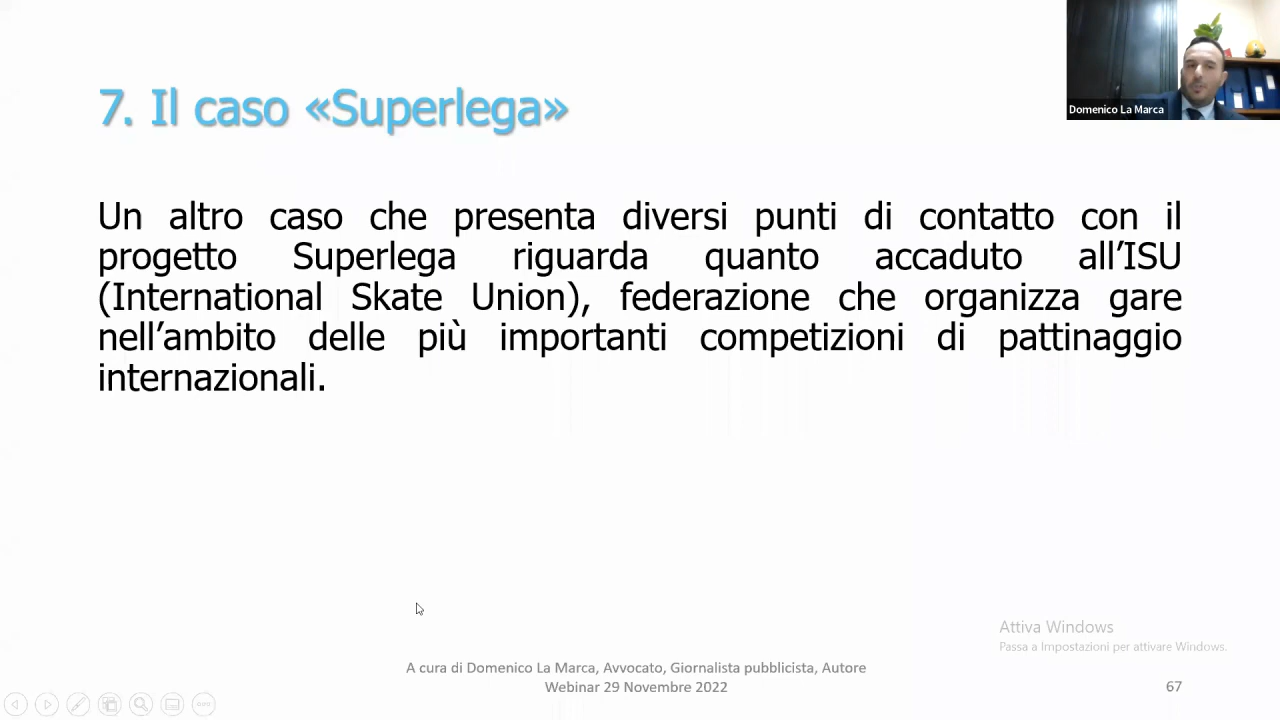 Domenico La Marca
7. Il caso «Superlega»
Un altro caso che presenta diversi punti di contatto con il
progetto Superlega riguarda quanto accaduto all’ISU
(International Skate Union), federazione che organizza gare
nell’ambito delle più importanti competizioni di pattinaggio
internazionali.
Attiva Windows
Passa a Impostazioni per attivare Windows.
A cura di Domenico La Marca, Avvocato, Giornalista pubblicista, Autore
Webinar 29 Novembre 2022
67